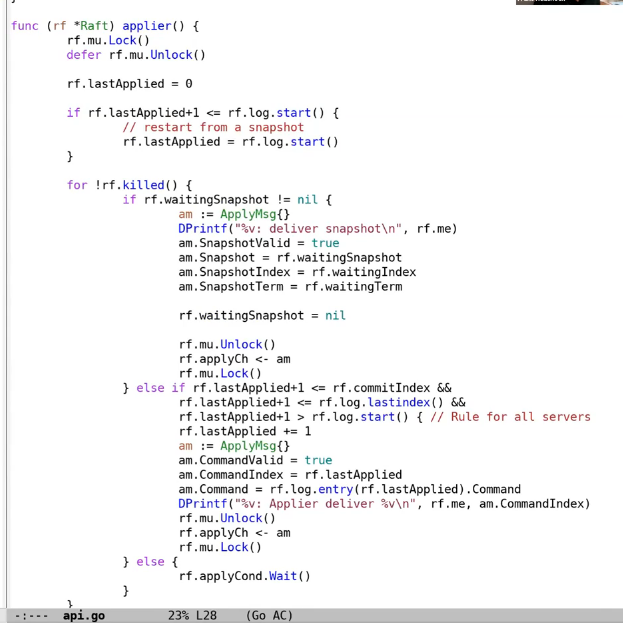 }
func (rf *Raft) applier() {
        rf.mu.Lock()
        defer rf.mu.Unlock()

        rf.lastApplied = 0

        if rf.lastApplied+1 <= rf.log.start() {
                // restart from a snapshot
                rf.lastApplied = rf.log.start()
        }

        for !rf.killed() {
                if rf.waitingSnapshot != nil {
                        am := ApplyMsg{}
                        DPrintf("%v: deliver snapshot\n", rf.me)
                        am.SnapshotValid = true
                        am.Snapshot = rf.waitingSnapshot
                        am.SnapshotIndex = rf.waitingIndex
                        am.SnapshotTerm = rf.waitingTerm

                        rf.waitingSnapshot = nil

                        rf.mu.Unlock()
                        rf.applyCh <- am
                        rf.mu.Lock()
                } else if rf.lastApplied+1 <= rf.commitIndex &&
                        rf.lastApplied+1 <= rf.log.lastindex() &&
                        rf.lastApplied+1 > rf.log.start() { // Rule for all servers
                        rf.lastApplied += 1
                        am := ApplyMsg{}
                        am.CommandValid = true
                        am.CommandIndex = rf.lastApplied
                        am.Command = rf.log.entry(rf.lastApplied).Command
                        DPrintf("%v: Applier deliver %v\n", rf.me, am.CommandIndex)
                        rf.mu.Unlock()
                        rf.applyCh <- am
                        rf.mu.Lock()
                } else {
                        rf.applyCond.Wait()
                }
        }
-:--- api.go 23% L28 (Go AC)